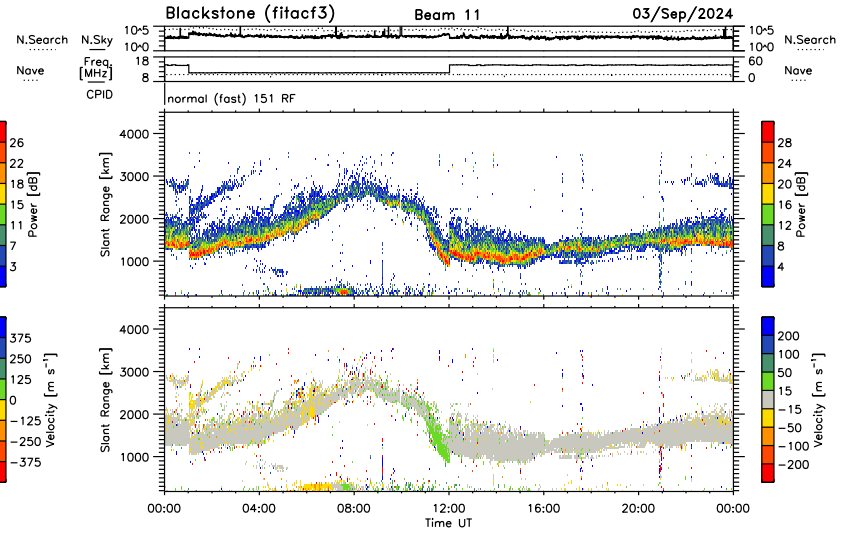 Blackstone (fitacf3) Beam 11 03/Sep/2024
N.Search N.Sky 10^5 10^0 10^5 10^0 N.Search
Nave Freq. [MHz] 18 8 60 0 Nave
CPID normal (fast) 151 RF
26 22 18 15 11 7 3 Power [dB]
Slant Range [km] 4000 3000 2000 1000
28 24 20 16 12 8 4 Power [dB]
375 250 125 0 -125 -250 -375 Velocity [m s⁻¹]
Slant Range [km] 4000 3000 2000 1000
200 100 50 15 -15 -50 -100 -200 Velocity [m s⁻¹]
00:00 04:00 08:00 12:00 16:00 20:00 00:00
Time UT